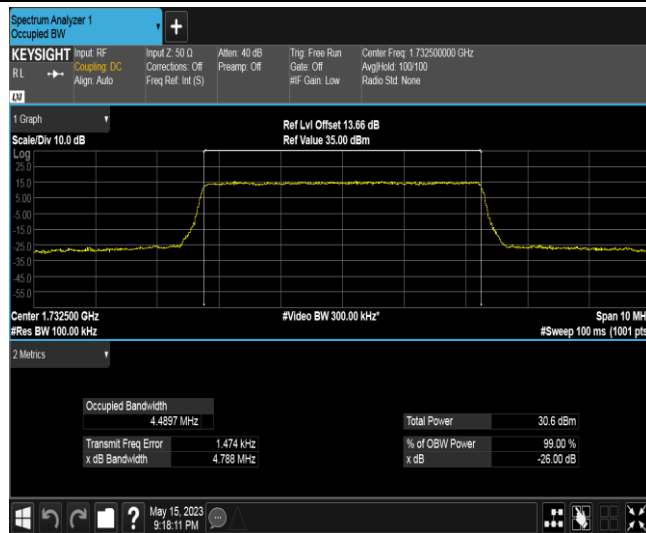 Spectrum Analyzer 1
Occupied BW
+
KEYSIGHT
RL
Input: RF
Coupling: DC
Align: Auto
Input Z: 50 Ω
Corrections: Off
Freq Ref: Int (S)
Atten: 40 dB
Preamp: Off
Trig: Free Run
Gate: Off
#IF Gain: Low
Center Freq: 1.732500000 GHz
Avg|Hold: 100/100
Radio Std: None
LXI
1 Graph
Scale/Div 10.0 dB
Ref Lvl Offset 13.66 dB
Ref Value 35.00 dBm
Log
25.0
15.0
5.00
-5.00
-15.0
-25.0
-35.0
-45.0
-55.0
Center 1.732500 GHz
#Res BW 100.00 kHz
#Video BW 300.00 kHz*
Span 10 MH
#Sweep 100 ms (1001 pts
2 Metrics
Occupied Bandwidth
4.4897 MHz
Total Power 30.6 dBm
Transmit Freq Error 1.474 kHz
% of OBW Power 99.00 %
x dB Bandwidth 4.788 MHz
x dB -26.00 dB
?
May 15, 2023
9:18:11 PM